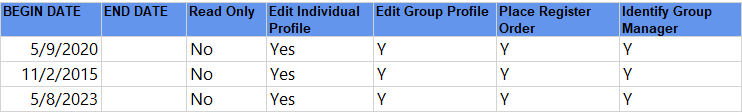 BEGIN DATE END DATE Read Only Edit Individual Profile Edit Group Profile Place Register Order Identify Group Manager
5/9/2020 No Yes Y Y Y
11/2/2015 No Yes Y Y Y
5/8/2023 No Yes Y Y Y